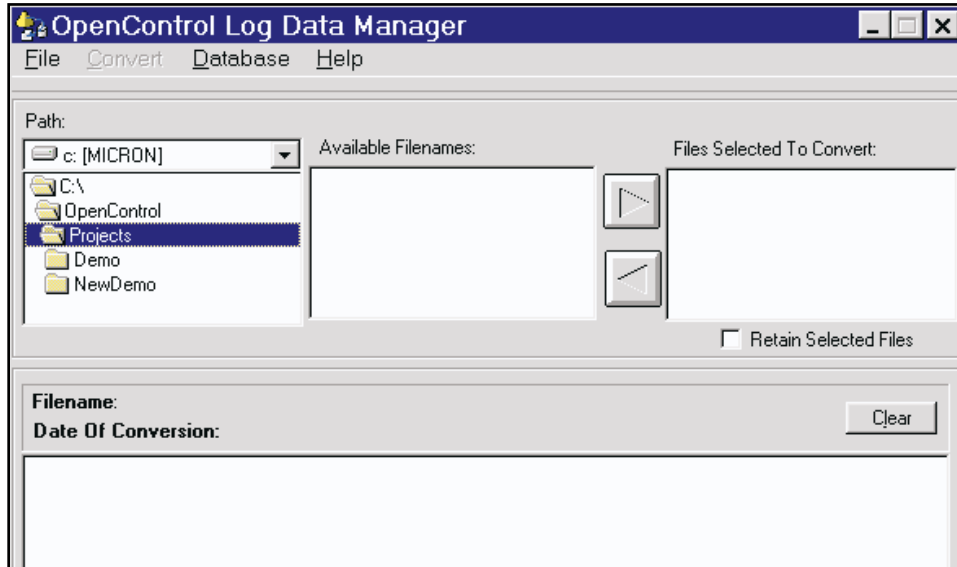 OpenControl Log Data Manager
File Convert Database Help
Path:
c: [MICRON]
C:\
OpenControl
Projects
Demo
NewDemo
Available Filenames:
Files Selected To Convert:
Retain Selected Files
Filename:
Date Of Conversion:
Clear